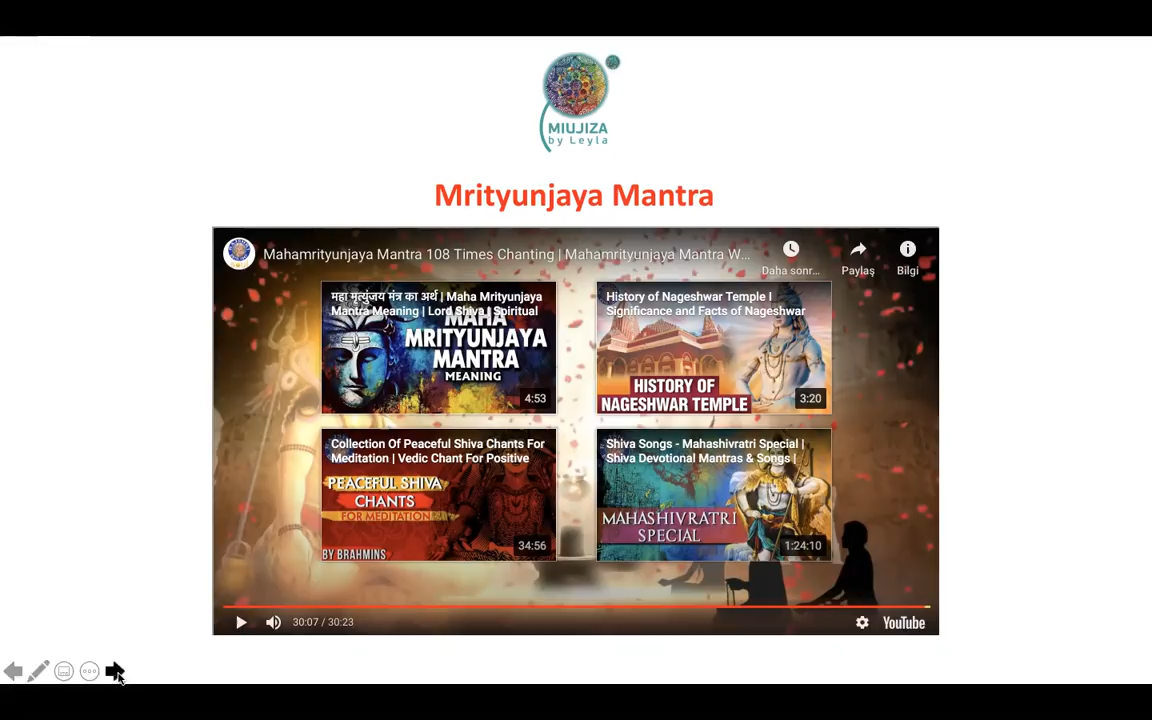 MIUJIZA
by Leyla
Mrityunjaya Mantra
Mahamrityunjaya Mantra 108 Times Chanting | Mahamrityunjaya Mantra W...
Daha sonr...
Paylaş
Bilgi
महा मृत्युंजय मंत्र का अर्थ | Maha Mrityunjaya
Mantra Meaning | Lord Shiva | Spiritual
MAHA
MRITYUNJAYA
MANTRA
MEANING
4:53
History of Nageshwar Temple I
Significance and Facts of Nageshwar
HISTORY OF
NAGESHWAR TEMPLE
3:20
Collection Of Peaceful Shiva Chants For
Meditation | Vedic Chant For Positive
PEACEFUL SHIVA
CHANTS
FOR MEDITATION
BY BRAHMINS
34:56
Shiva Songs - Mahashivratri Special |
Shiva Devotional Mantras & Songs |
MAHASHIVRATRI
SPECIAL
1:24:10
30:07 / 30:23
YouTube